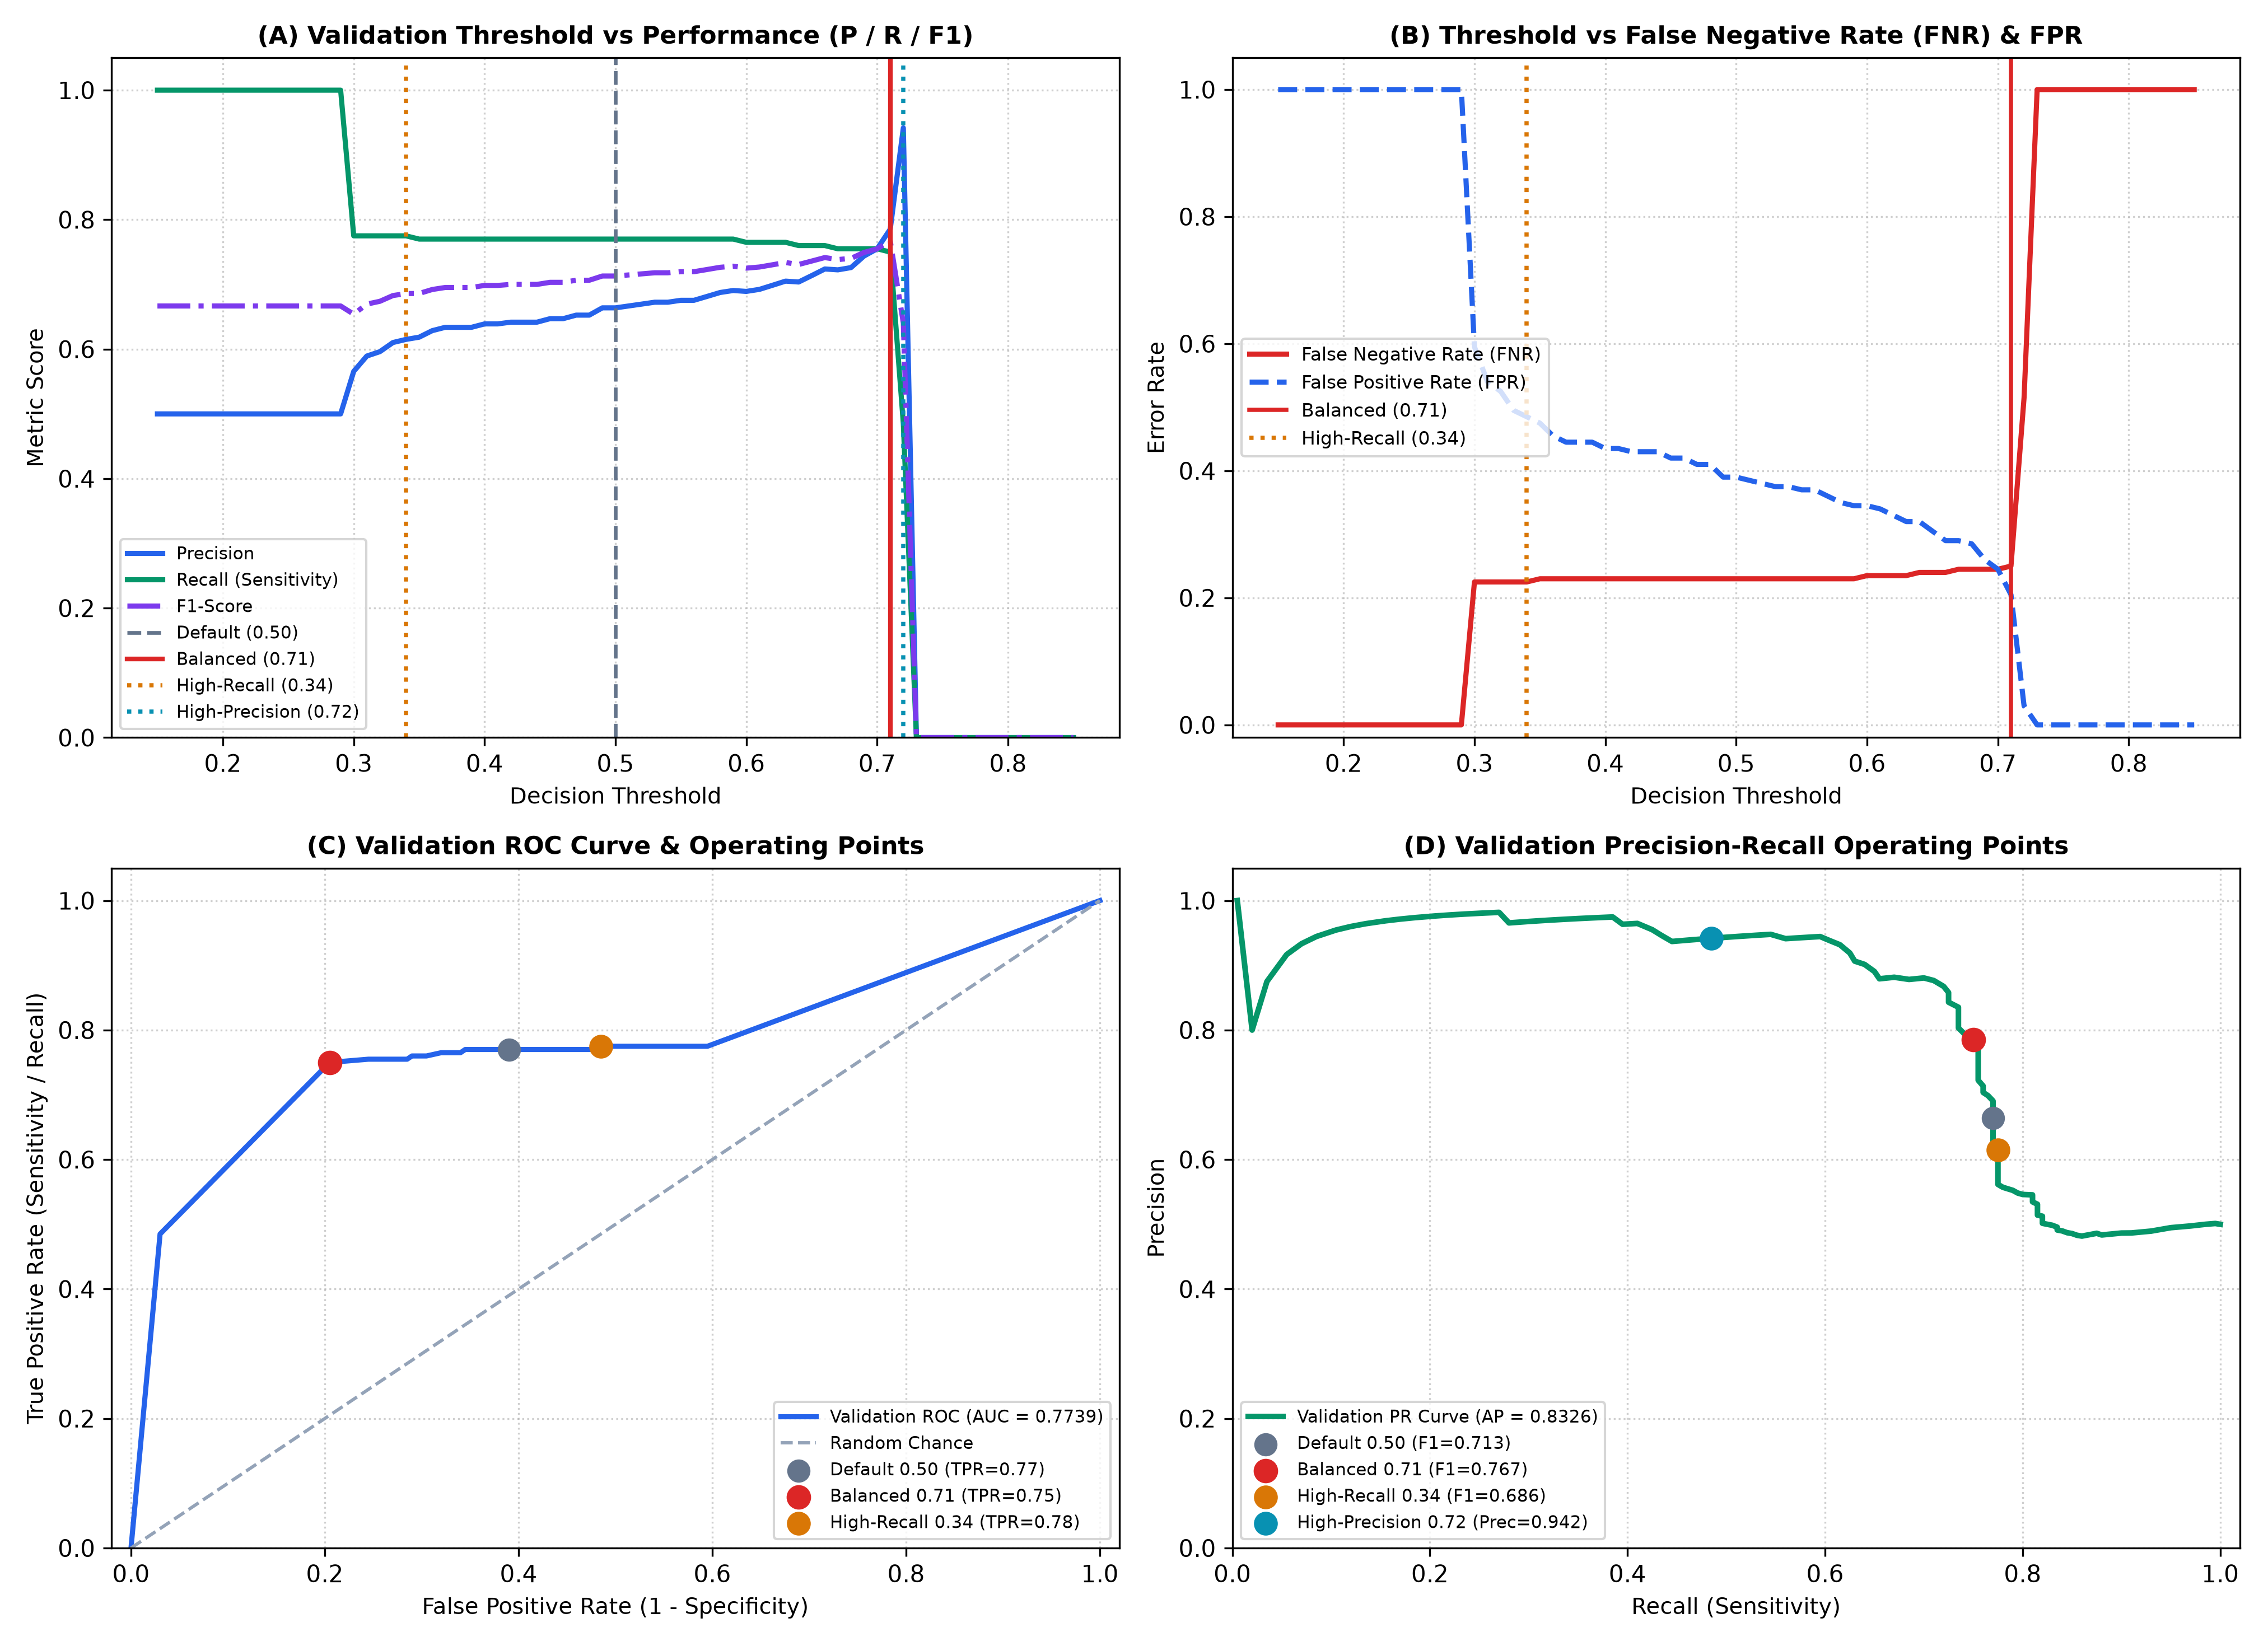 (A) Validation Threshold vs Performance (P / R / F1)
Metric Score
1.0
0.8
0.6
0.4
0.2
0.0
Precision
Recall (Sensitivity)
F1-Score
Default (0.50)
Balanced (0.71)
High-Recall (0.34)
High-Precision (0.72)
0.2 0.3 0.4 0.5 0.6 0.7 0.8
Decision Threshold
(B) Threshold vs False Negative Rate (FNR) & FPR
Error Rate
1.0
0.8
0.6
0.4
0.2
0.0
False Negative Rate (FNR)
False Positive Rate (FPR)
Balanced (0.71)
High-Recall (0.34)
0.2 0.3 0.4 0.5 0.6 0.7 0.8
Decision Threshold
(C) Validation ROC Curve & Operating Points
True Positive Rate (Sensitivity / Recall)
1.0
0.8
0.6
0.4
0.2
0.0
Validation ROC (AUC = 0.7739)
Random Chance
Default 0.50 (TPR=0.77)
Balanced 0.71 (TPR=0.75)
High-Recall 0.34 (TPR=0.78)
0.0 0.2 0.4 0.6 0.8 1.0
False Positive Rate (1 - Specificity)
(D) Validation Precision-Recall Operating Points
Precision
1.0
0.8
0.6
0.4
0.2
0.0
Validation PR Curve (AP = 0.8326)
Default 0.50 (F1=0.713)
Balanced 0.71 (F1=0.767)
High-Recall 0.34 (F1=0.686)
High-Precision 0.72 (Prec=0.942)
0.0 0.2 0.4 0.6 0.8 1.0
Recall (Sensitivity)